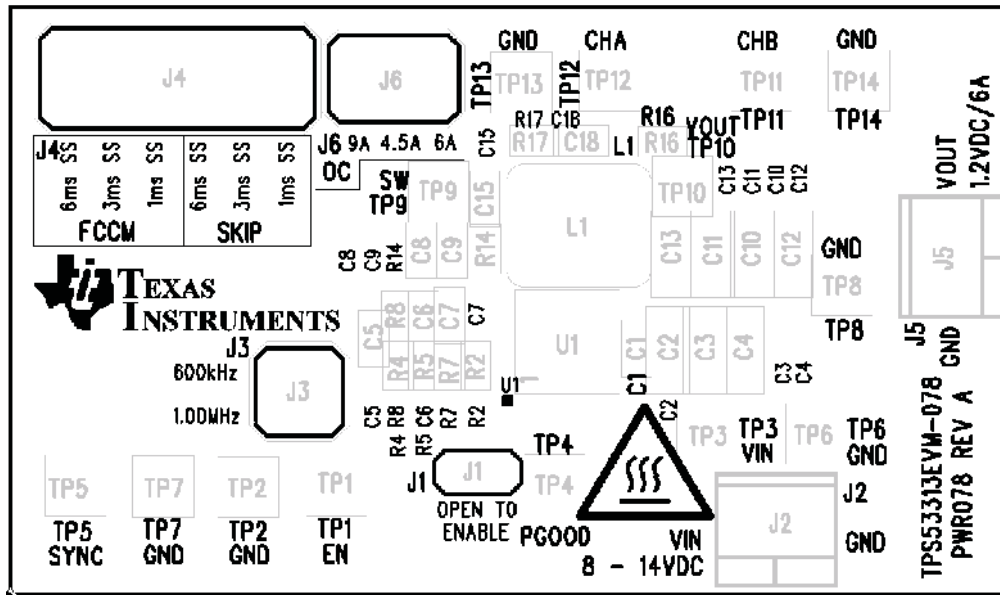 GND CHA CHB GND
J4 J6 TP13 TP13 TP12 TP12 TP11 TP14
TP11 TP14
R17 C18 R16 VOUT
R17 C18 L1 R16 TP10
J4 J6 9A 4.5A 6A C15
SS SS SS SS SS SS OC
6ms 3ms 1ms 6ms 3ms 1ms
FCCM SKIP
SW TP9
TP9 C15 L1 TP10 C13 C11 C10 C12
VOUT
1.2VDC/6A
C8 C9 R14 C8 C9 R14 C13 C11 C10 C12 GND
TP8 J5
TP8
J5 GND
TEXAS
INSTRUMENTS
C5 R8 C6 C7 C7
R4 R5 R7 R2 U1 C1 C2 C3 C4
J3
600kHz
J3
1.00MHz
U1 C1 C2 C3 C4
C5 R8 C6 R7 R2
R4 R5
TP4 TP3 TP3 TP6 TP6
VIN GND
TP5 TP7 TP2 TP1 J1 J1 TP4
TP5 TP7 TP2 TP1
SYNC GND GND EN
OPEN TO
ENABLE
PGOOD VIN
8 - 14VDC
J2 J2
GND
TPS53313EVM-078
PWR078 REV A